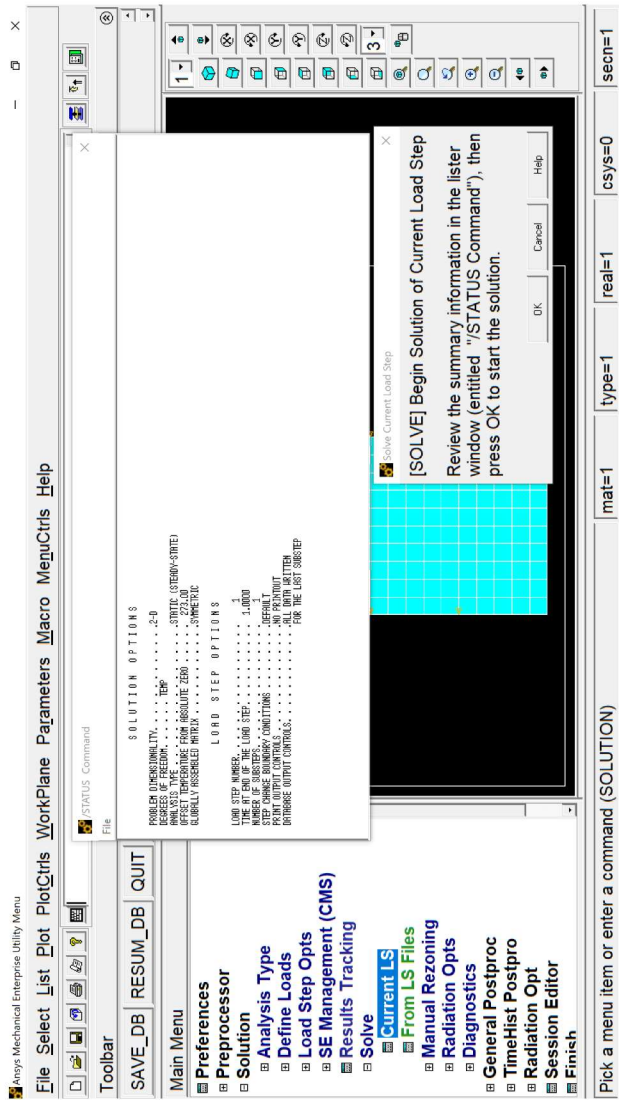 Ansys Mechanical Enterprise Utility Menu
File Select List Plot PlotCtrls WorkPlane Parameters Macro MenuCtrls Help
Toolbar
SAVE_DB RESUM_DB QUIT
Main Menu
Preferences
Preprocessor
Solution
Analysis Type
Define Loads
Load Step Opts
SE Management (CMS)
Results Tracking
Solve
Current LS
From LS Files
Manual Rezoning
Radiation Opts
Diagnostics
General Postproc
TimeHist Postpro
Radiation Opt
Session Editor
Finish
/STATUS Command
File
SOLUTION OPTIONS
PROBLEM DIMENSIONALITY. . . . . . . . . . . . .2-D
DEGREES OF FREEDOM. . . . . . TEMP
ANALYSIS TYPE . . . . . . . . . . . . . . . . .STATIC (STEADY-STATE)
OFFSET TEMPERATURE FROM ABSOLUTE ZERO . . . . . 273.00
GLOBALLY ASSEMBLED MATRIX . . . . . . . . . . .SYMMETRIC
LOAD STEP OPTIONS
LOAD STEP NUMBER. . . . . . . . . . . . . . . . 1
TIME AT END OF THE LOAD STEP. . . . . . . . . . 1.0000
NUMBER OF SUBSTEPS. . . . . . . . . . . . . . . 1
STEP CHANGE BOUNDARY CONDITIONS . . . . . . . .DEFAULT
PRINT OUTPUT CONTROLS . . . . . . . . . . . . .NO PRINTOUT
DATABASE OUTPUT CONTROLS. . . . . . . . . . . .ALL DATA WRITTEN
FOR THE LAST SUBSTEP
Solve Current Load Step
[SOLVE] Begin Solution of Current Load Step
Review the summary information in the lister
window (entitled "/STATUS Command"), then
press OK to start the solution.
OK Cancel Help
1
3
Pick a menu item or enter a command (SOLUTION) mat=1 type=1 real=1 csys=0 secn=1